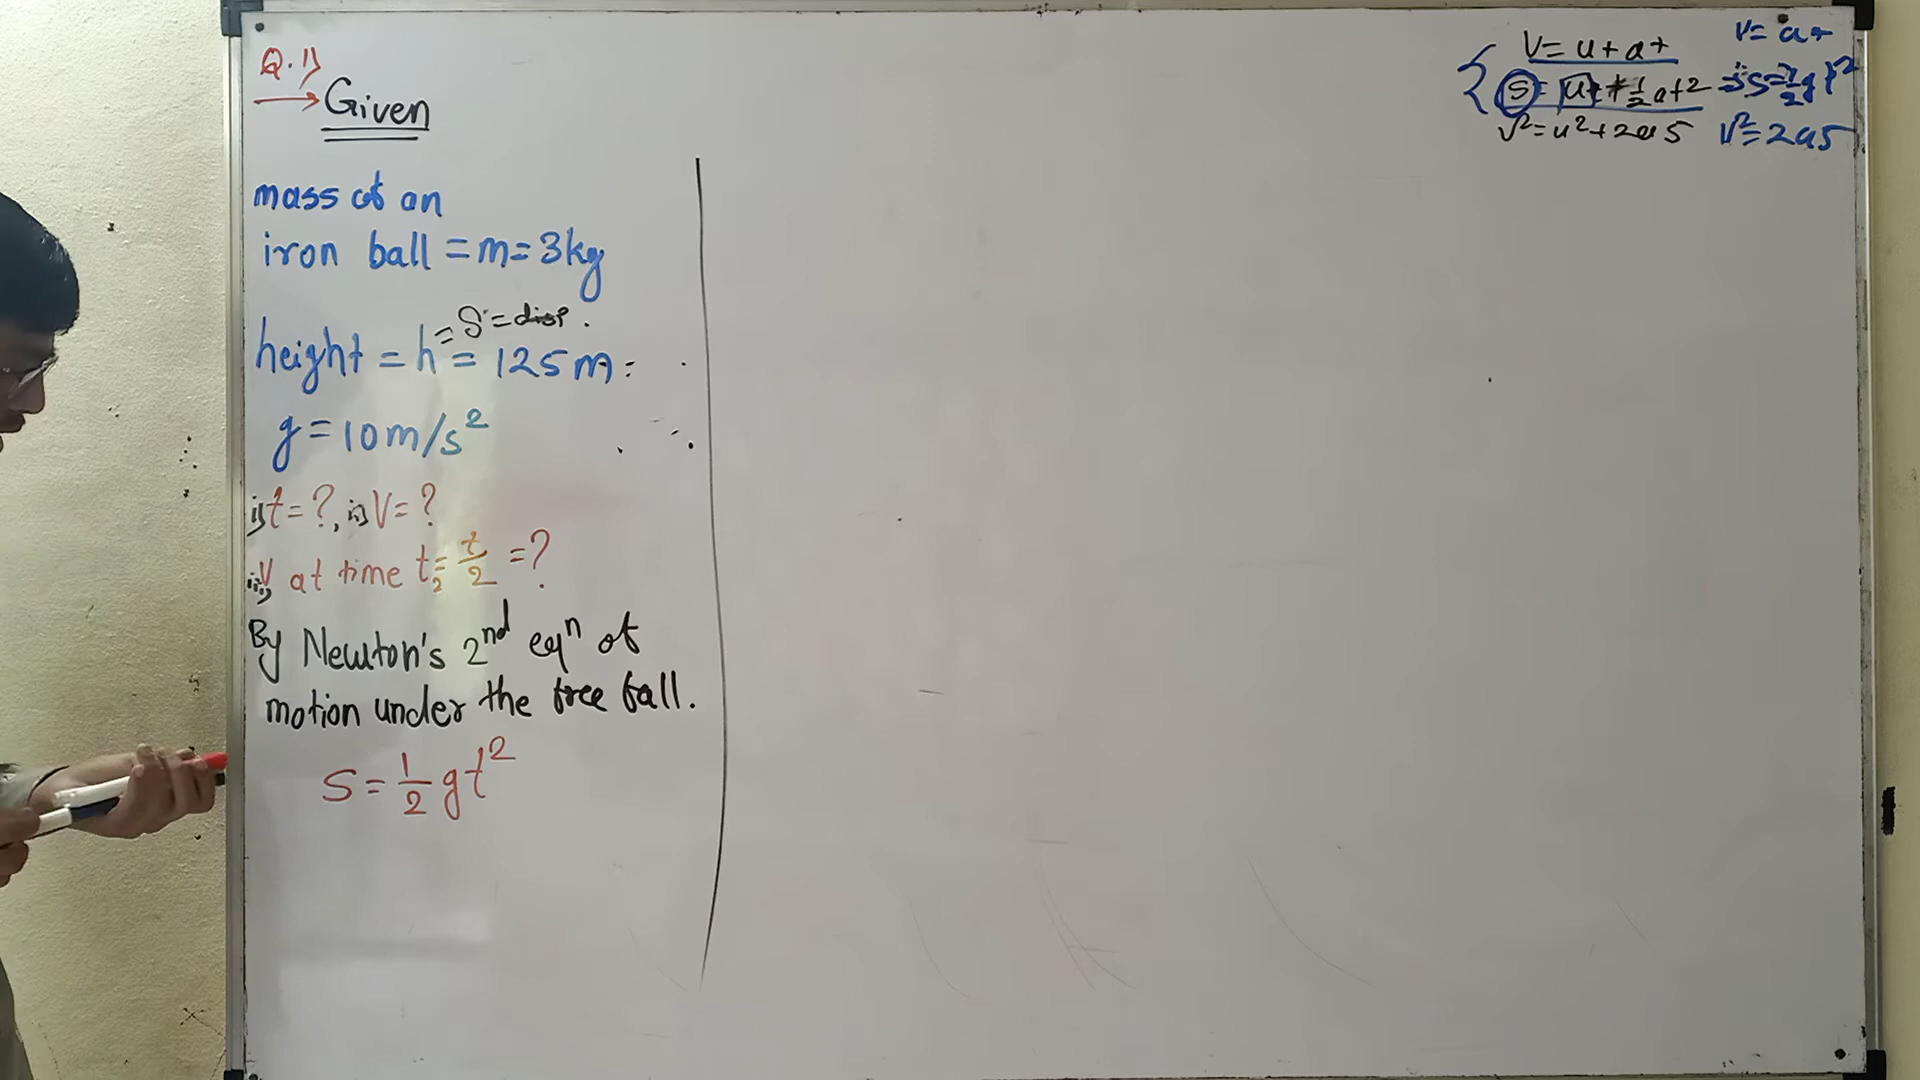 Q.1)
Given
mass of an
iron ball = m = 3kg
= S = disp.
height = h = 125 m
g = 10 m/s²
i) t = ?, ii) V = ?
iii) V at time t₂ = t/2 = ?
By Newton's 2nd eqⁿ of
motion under the free fall.
S = 1/2 gt²
V = u + at
S = ut + 1/2 at²
v² = u² + 2as
V = at
S = 1/2 gt²
V² = 2as